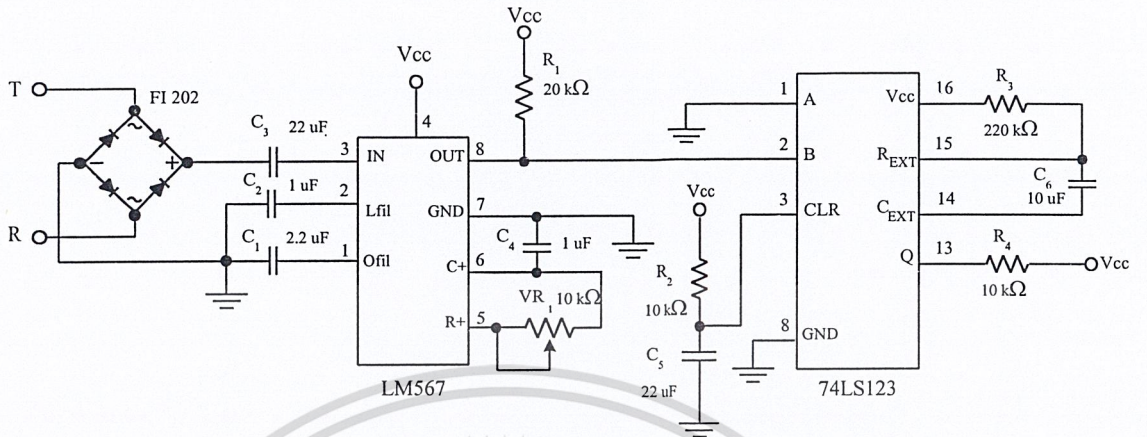 T
R
FI 202
C3 22 uF
C2 1 uF
C1 2.2 uF
Vcc
4
3 IN
2 Lfil
1 Ofil
OUT 8
GND 7
C+ 6
R+ 5
LM567
Vcc
R1
20 kΩ
C4 1 uF
VR1 10 kΩ
Vcc
R2
10 kΩ
C5
22 uF
1 A
2 B
3 CLR
8 GND
Vcc 16
REXT 15
CEXT 14
Q 13
74LS123
R3
220 kΩ
C6
10 uF
R4
10 kΩ
Vcc
~
~
−
+